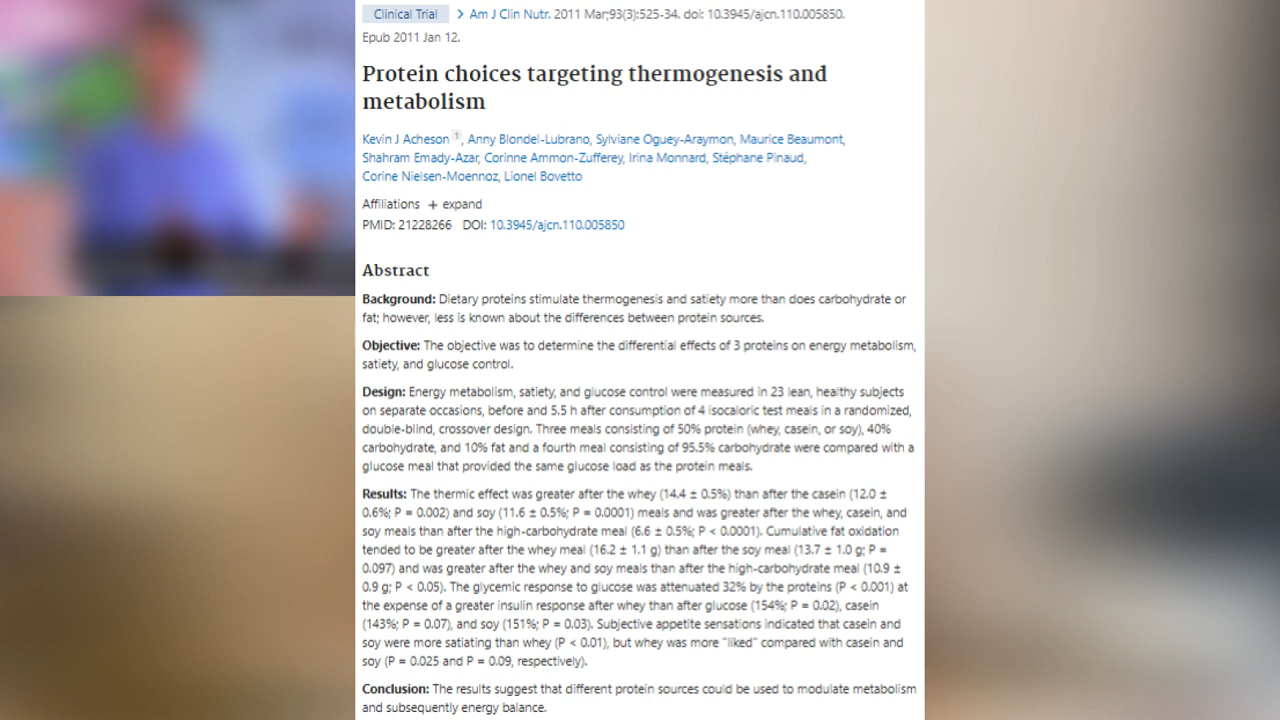 Clinical Trial > Am J Clin Nutr. 2011 Mar;93(3):525-34. doi: 10.3945/ajcn.110.005850.
Epub 2011 Jan 12.
Protein choices targeting thermogenesis and
metabolism
Kevin J Acheson 1, Anny Blondel-Lubrano, Sylviane Oguey-Araymon, Maurice Beaumont,
Shahram Emady-Azar, Corinne Ammon-Zufferey, Irina Monnard, Stéphane Pinaud,
Corine Nielsen-Moennoz, Lionel Bovetto
Affiliations + expand
PMID: 21228266 DOI: 10.3945/ajcn.110.005850
Abstract
Background: Dietary proteins stimulate thermogenesis and satiety more than does carbohydrate or
fat; however, less is known about the differences between protein sources.
Objective: The objective was to determine the differential effects of 3 proteins on energy metabolism,
satiety, and glucose control.
Design: Energy metabolism, satiety, and glucose control were measured in 23 lean, healthy subjects
on separate occasions, before and 5.5 h after consumption of 4 isocaloric test meals in a randomized,
double-blind, crossover design. Three meals consisting of 50% protein (whey, casein, or soy), 40%
carbohydrate, and 10% fat and a fourth meal consisting of 95.5% carbohydrate were compared with a
glucose meal that provided the same glucose load as the protein meals.
Results: The thermic effect was greater after the whey (14.4 ± 0.5%) than after the casein (12.0 ±
0.6%; P = 0.002) and soy (11.6 ± 0.5%; P = 0.0001) meals and was greater after the whey, casein, and
soy meals than after the high-carbohydrate meal (6.6 ± 0.5%; P < 0.0001). Cumulative fat oxidation
tended to be greater after the whey meal (16.2 ± 1.1 g) than after the soy meal (13.7 ± 1.0 g; P =
0.097) and was greater after the whey and soy meals than after the high-carbohydrate meal (10.9 ±
0.9 g; P < 0.05). The glycemic response to glucose was attenuated 32% by the proteins (P < 0.001) at
the expense of a greater insulin response after whey than after glucose (154%; P = 0.02), casein
(143%; P = 0.07), and soy (151%; P = 0.03). Subjective appetite sensations indicated that casein and
soy were more satiating than whey (P < 0.01), but whey was more "liked" compared with casein and
soy (P = 0.025 and P = 0.09, respectively).
Conclusion: The results suggest that different protein sources could be used to modulate metabolism
and subsequently energy balance.